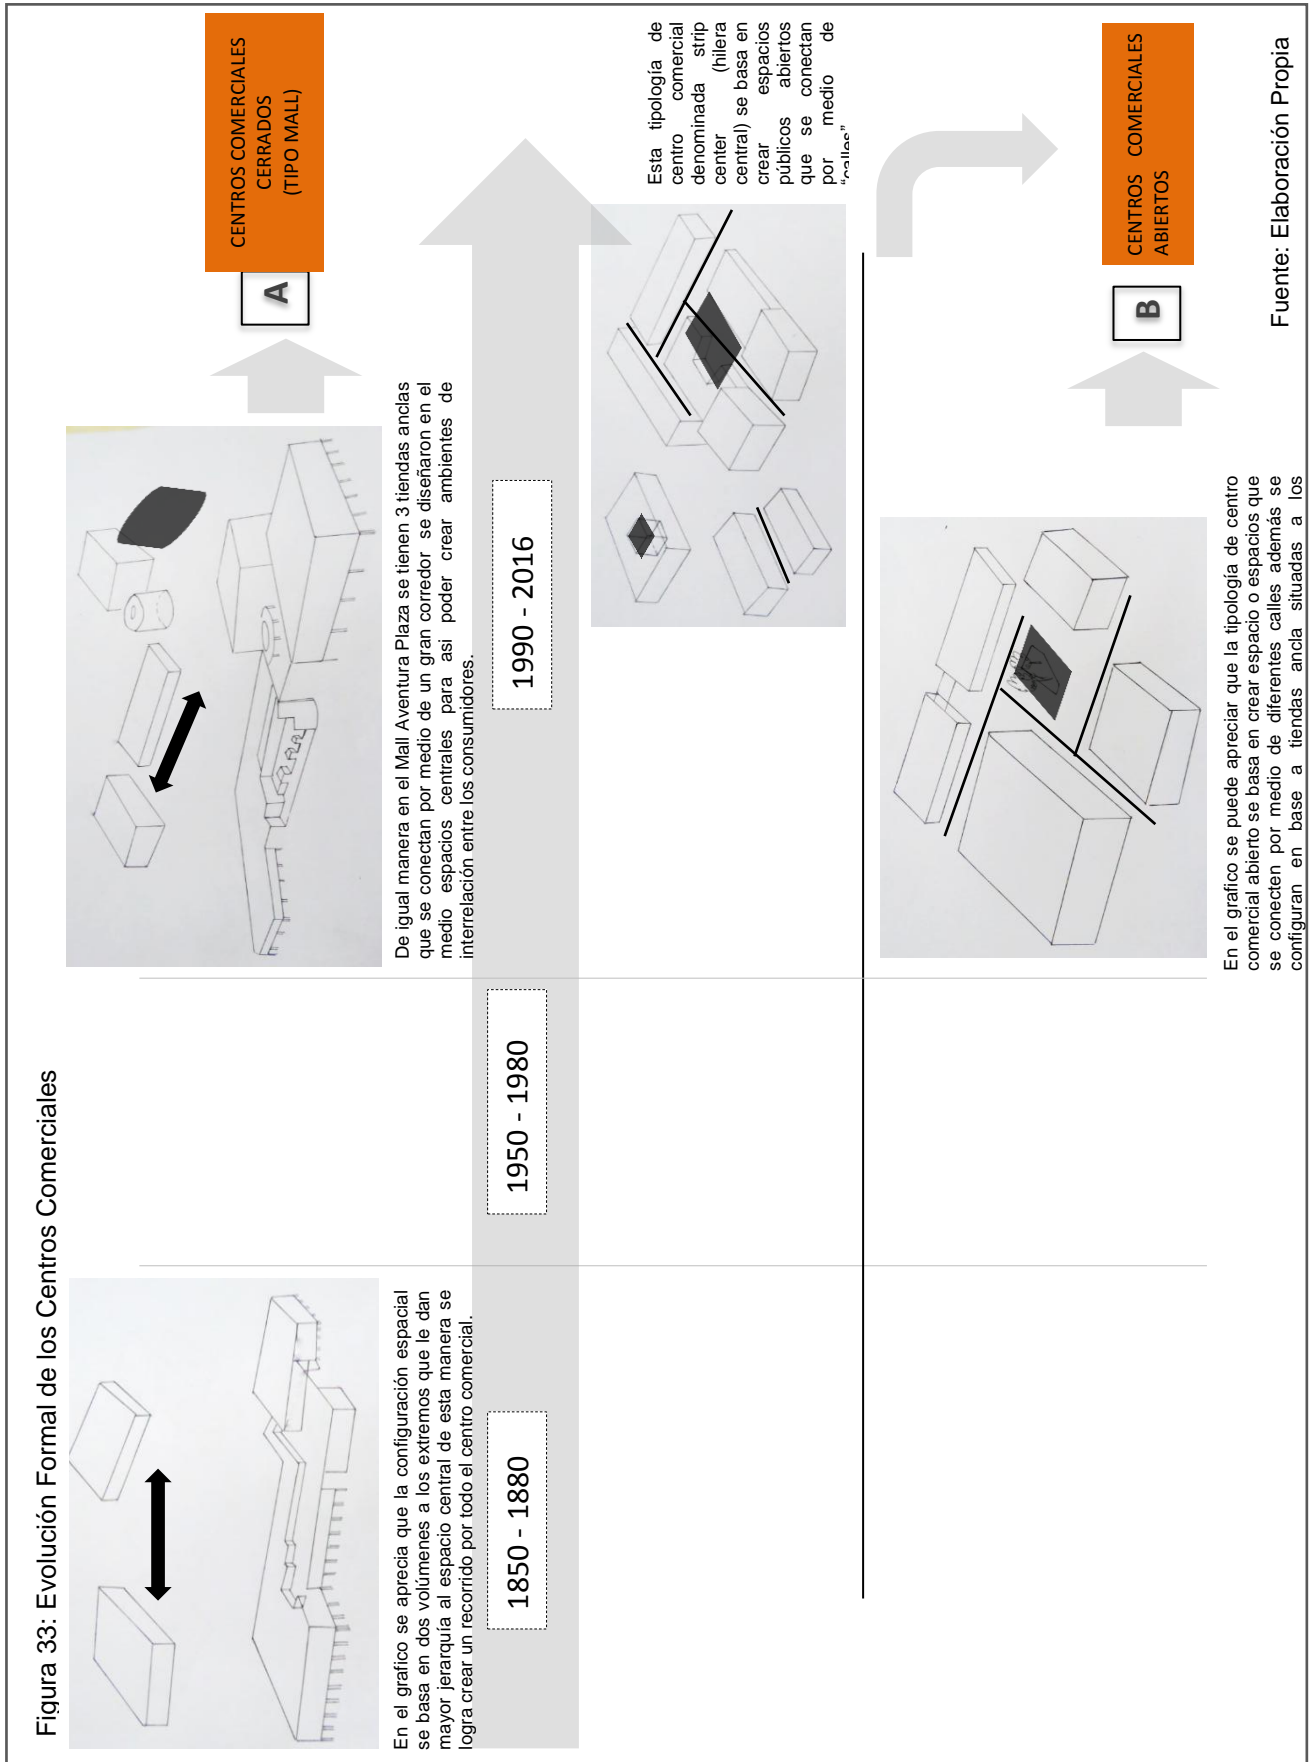 Figura 33: Evolución Formal de los Centros Comerciales
En el grafico se aprecia que la configuración espacial
se basa en dos volúmenes a los extremos que le dan
mayor jerarquía al espacio central de esta manera se
logra crear un recorrido por todo el centro comercial.
De igual manera en el Mall Aventura Plaza se tienen 3 tiendas anclas
que se conectan por medio de un gran corredor se diseñaron en el
medio espacios centrales para asi poder crear ambientes de
interrelación entre los consumidores.
A
CENTROS COMERCIALES
CERRADOS
(TIPO MALL)
1850 - 1880
1950 - 1980
1990 - 2016
Esta tipología de
centro comercial
denominada strip
center (hilera
central) se basa en
crear espacios
públicos abiertos
que se conectan
por medio de
“calles”
En el grafico se puede apreciar que la tipología de centro
comercial abierto se basa en crear espacio o espacios que
se conecten por medio de diferentes calles además se
configuran en base a tiendas ancla situadas a los
B
CENTROS COMERCIALES
ABIERTOS
Fuente: Elaboración Propia